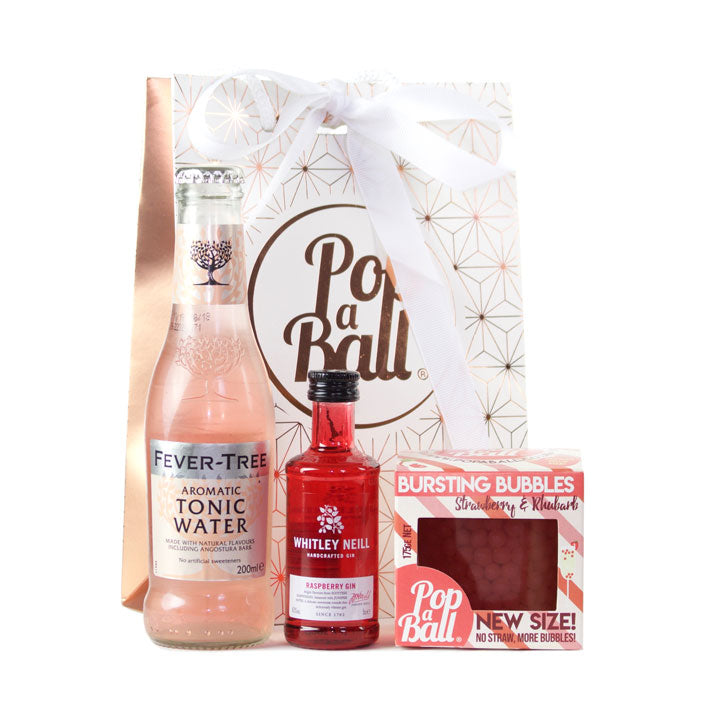 Pop
a
Ball®
FEVER-TREE
AROMATIC
TONIC
WATER
MADE WITH NATURAL FLAVOURS
INCLUDING ANGOSTURA BARK
No artificial sweeteners
200ml e
WHITLEY NEILL
HANDCRAFTED GIN
RASPBERRY GIN
SINCE 1762
BURSTING BUBBLES
Strawberry & Rhubarb
175G NET
Pop
a
Ball®
NEW SIZE!
NO STRAW, MORE BUBBLES!